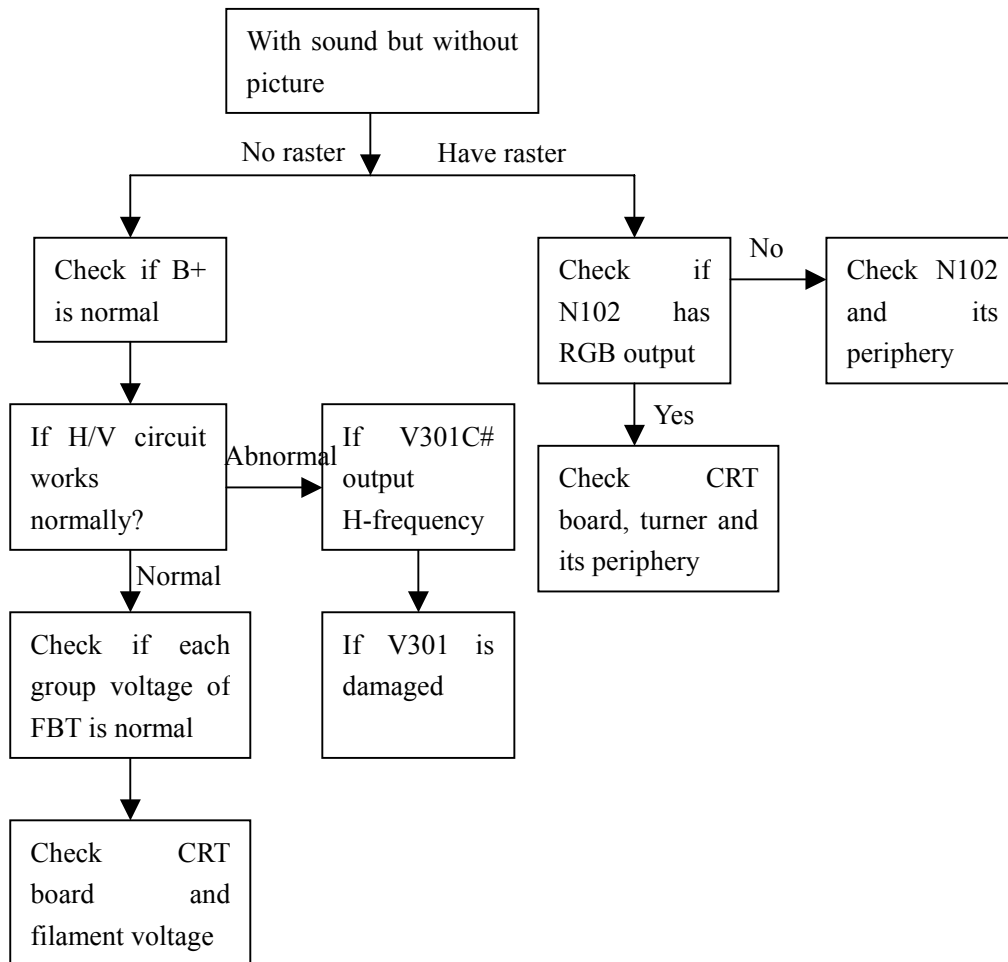 With sound but without
picture
No raster
Have raster
Check if B+
is normal
Check if
N102 has
RGB output
No
Check N102
and its
periphery
If H/V circuit
works
normally?
Abnormal
If V301C#
output
H-frequency
Yes
Check CRT
board, turner and
its periphery
Normal
Check if each
group voltage of
FBT is normal
If V301 is
damaged
Check CRT
board and
filament voltage